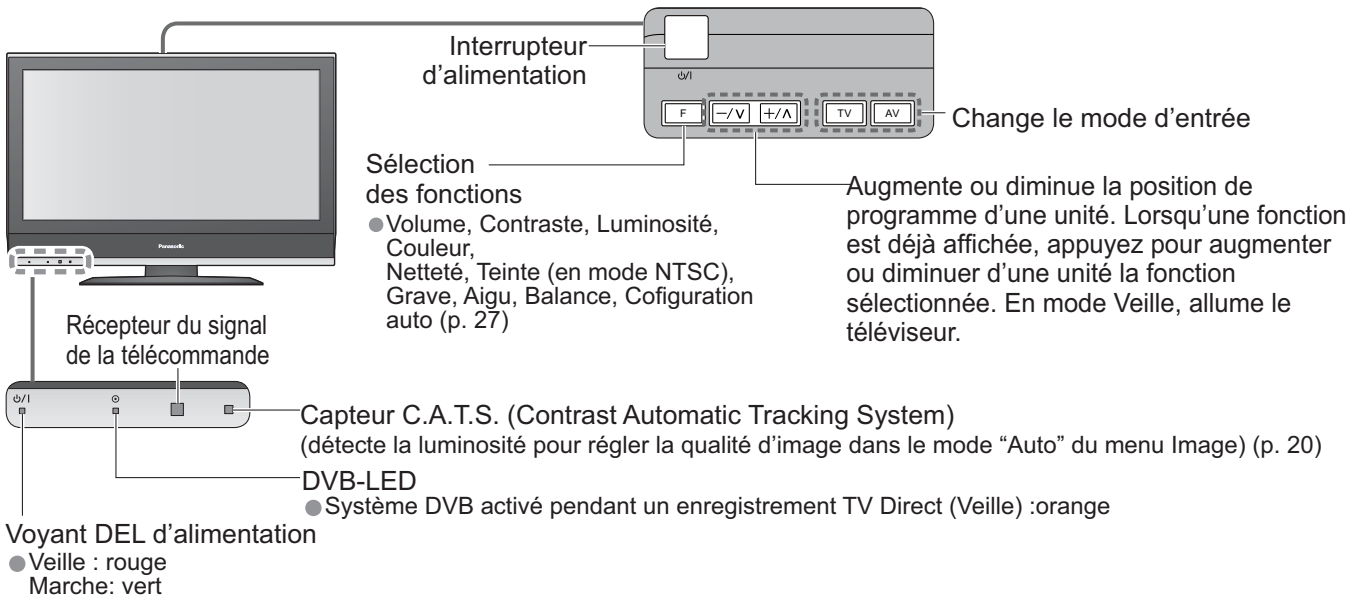 Interrupteur
d’alimentation
⏻/I
F
−/∨
+/∧
TV
AV
Change le mode d’entrée
Panasonic
Sélection
des fonctions
●Volume, Contraste, Luminosité,
Couleur,
Netteté, Teinte (en mode NTSC),
Grave, Aigu, Balance, Cofiguration
auto (p. 27)
Augmente ou diminue la position de
programme d’une unité. Lorsqu’une fonction
est déjà affichée, appuyez pour augmenter
ou diminuer d’une unité la fonction
sélectionnée. En mode Veille, allume le
téléviseur.
Récepteur du signal
de la télécommande
⏻/I
Capteur C.A.T.S. (Contrast Automatic Tracking System)
(détecte la luminosité pour régler la qualité d’image dans le mode “Auto” du menu Image) (p. 20)
DVB-LED
●Système DVB activé pendant un enregistrement TV Direct (Veille) :orange
Voyant DEL d’alimentation
●Veille : rouge
Marche: vert